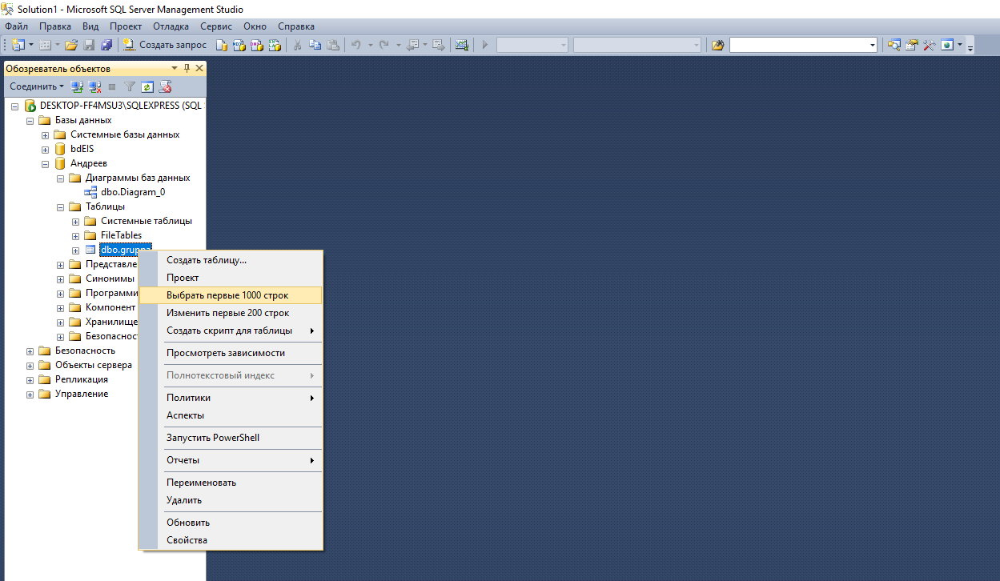 Solution1 - Microsoft SQL Server Management Studio
Файл Правка Вид Проект Отладка Сервис Окно Справка
Создать запрос
Обозреватель объектов
Соединить
DESKTOP-FF4MSU3\SQLEXPRESS (SQL
Базы данных
Системные базы данных
bdEIS
Андреев
Диаграммы баз данных
dbo.Diagram_0
Таблицы
Системные таблицы
FileTables
dbo.gruppa
Представле
Синонимы
Программи
Компонент
Хранилище
Безопаснос
Безопасность
Объекты сервера
Репликация
Управление
Создать таблицу...
Проект
Выбрать первые 1000 строк
Изменить первые 200 строк
Создать скрипт для таблицы
Просмотреть зависимости
Полнотекстовый индекс
Политики
Аспекты
Запустить PowerShell
Отчеты
Переименовать
Удалить
Обновить
Свойства